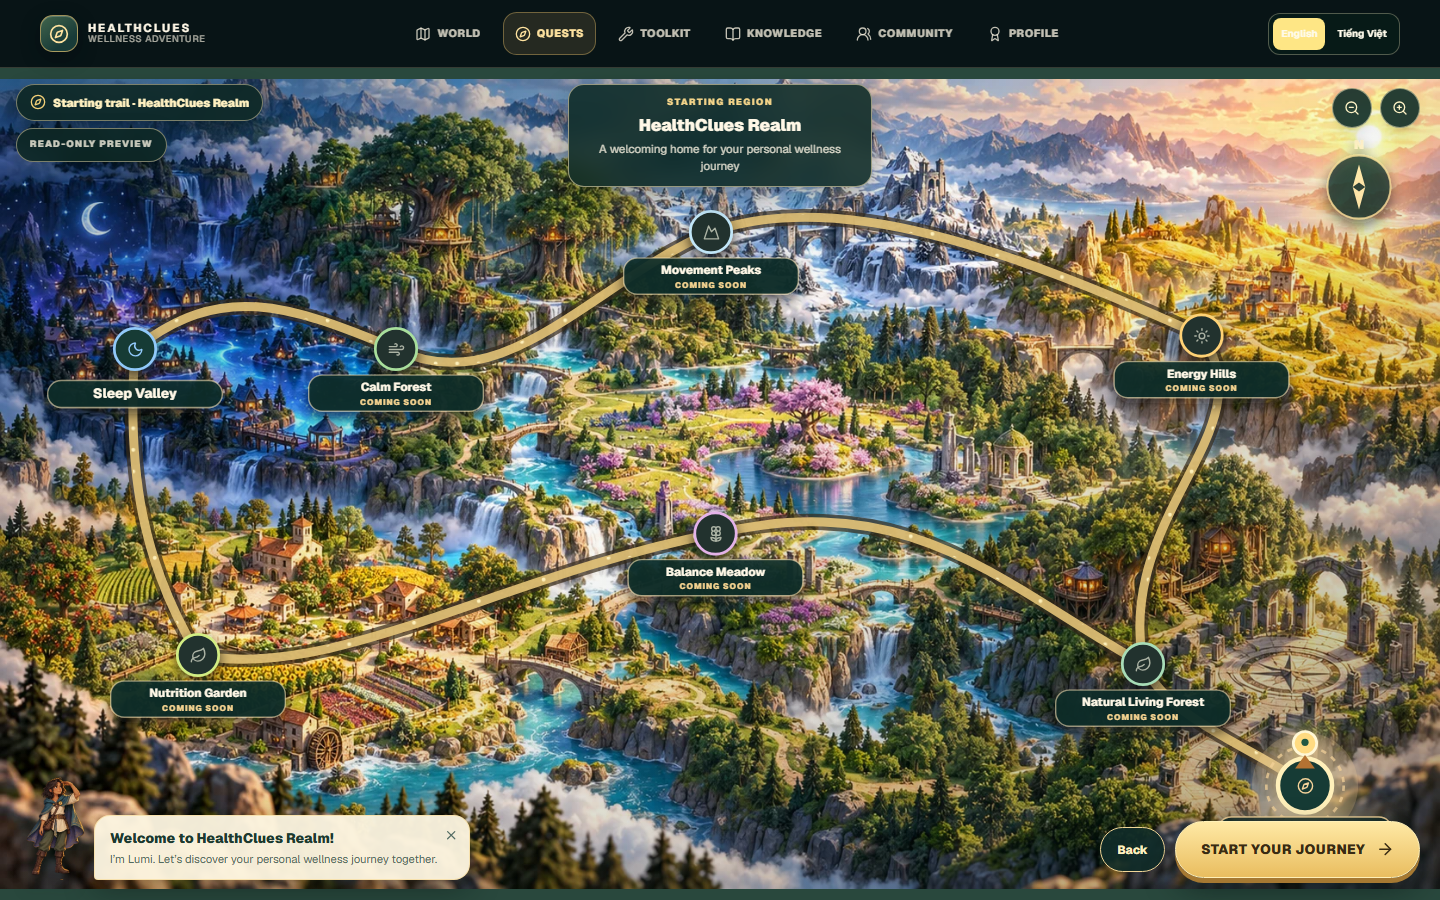 HEALTHCLUES
WELLNESS ADVENTURE
WORLD
QUESTS
TOOLKIT
KNOWLEDGE
COMMUNITY
PROFILE
English
Tiếng Việt
Starting trail - HealthClues Realm
READ-ONLY PREVIEW
STARTING REGION
HealthClues Realm
A welcoming home for your personal wellness
journey
Movement Peaks
COMING SOON
Sleep Valley
Calm Forest
COMING SOON
Energy Hills
COMING SOON
Balance Meadow
COMING SOON
Nutrition Garden
COMING SOON
Natural Living Forest
COMING SOON
Welcome to HealthClues Realm!
I'm Lumi. Let's discover your personal wellness journey together.
Back
START YOUR JOURNEY